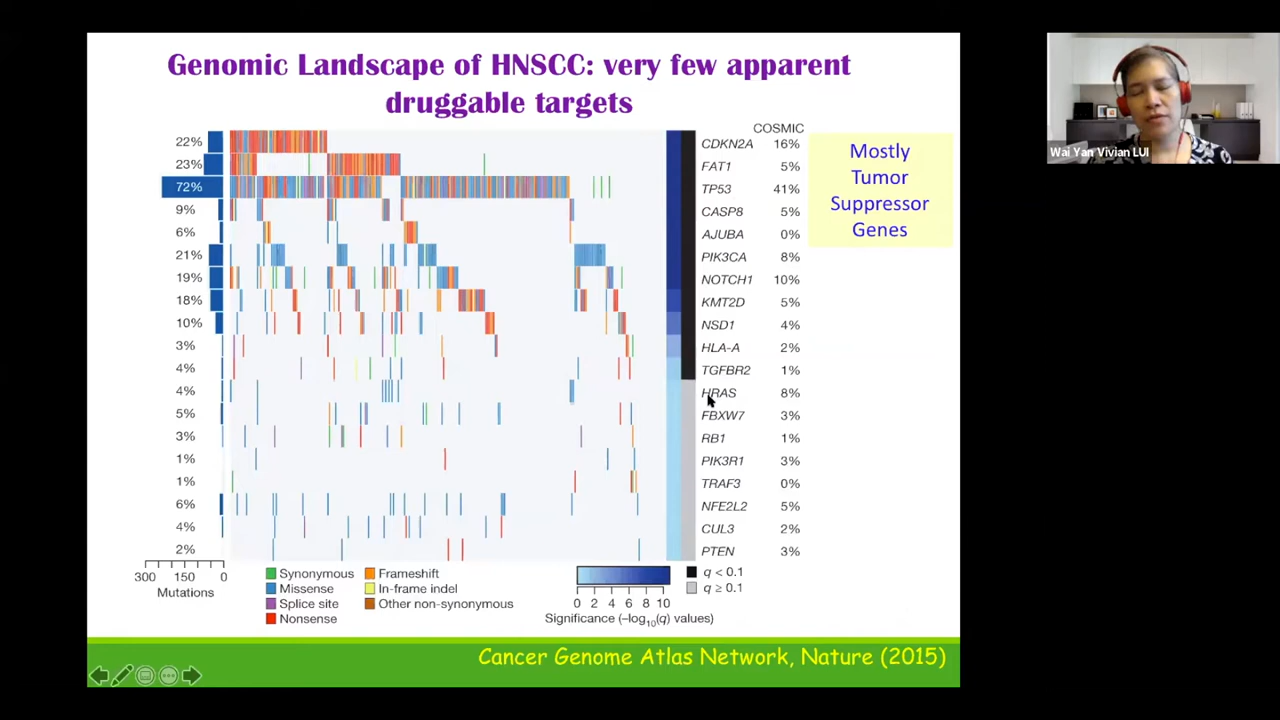 Genomic Landscape of HNSCC: very few apparent
druggable targets
COSMIC
22% CDKN2A 16%
23% FAT1 5%
72% TP53 41%
9% CASP8 5%
6% AJUBA 0%
21% PIK3CA 8%
19% NOTCH1 10%
18% KMT2D 5%
10% NSD1 4%
3% HLA-A 2%
4% TGFBR2 1%
4% HRAS 8%
5% FBXW7 3%
3% RB1 1%
1% PIK3R1 3%
1% TRAF3 0%
6% NFE2L2 5%
4% CUL3 2%
2% PTEN 3%
Mostly
Tumor
Suppressor
Genes
300 150 0
Mutations
Synonymous
Missense
Splice site
Nonsense
Frameshift
In-frame indel
Other non-synonymous
0 2 4 6 8 10
Significance (–log10(q) values)
q < 0.1
q ≥ 0.1
Cancer Genome Atlas Network, Nature (2015)
Wai Yan Vivian LUI